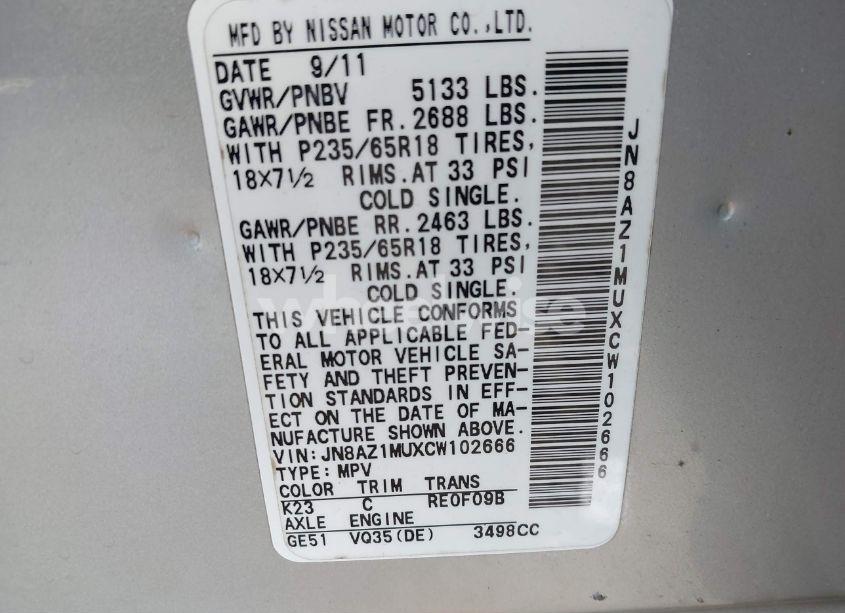 MFD BY NISSAN MOTOR CO.,LTD.
DATE 9/11
GVWR/PNBV 5133 LBS.
GAWR/PNBE FR. 2688 LBS.
WITH P235/65R18 TIRES,
18X7½ RIMS.AT 33 PSI
COLD SINGLE.
GAWR/PNBE RR. 2463 LBS.
WITH P235/65R18 TIRES,
18X7½ RIMS.AT 33 PSI
COLD SINGLE.
THIS VEHICLE CONFORMS
TO ALL APPLICABLE FED-
ERAL MOTOR VEHICLE SA-
FETY AND THEFT PREVEN-
TION STANDARDS IN EFF-
ECT ON THE DATE OF MA-
NUFACTURE SHOWN ABOVE.
VIN: JN8AZ1MUXCW102666
TYPE: MPV
COLOR TRIM TRANS
K23 C RE0F09B
AXLE ENGINE
GE51 VQ35(DE) 3498CC
JN8AZ1MUXCW102666